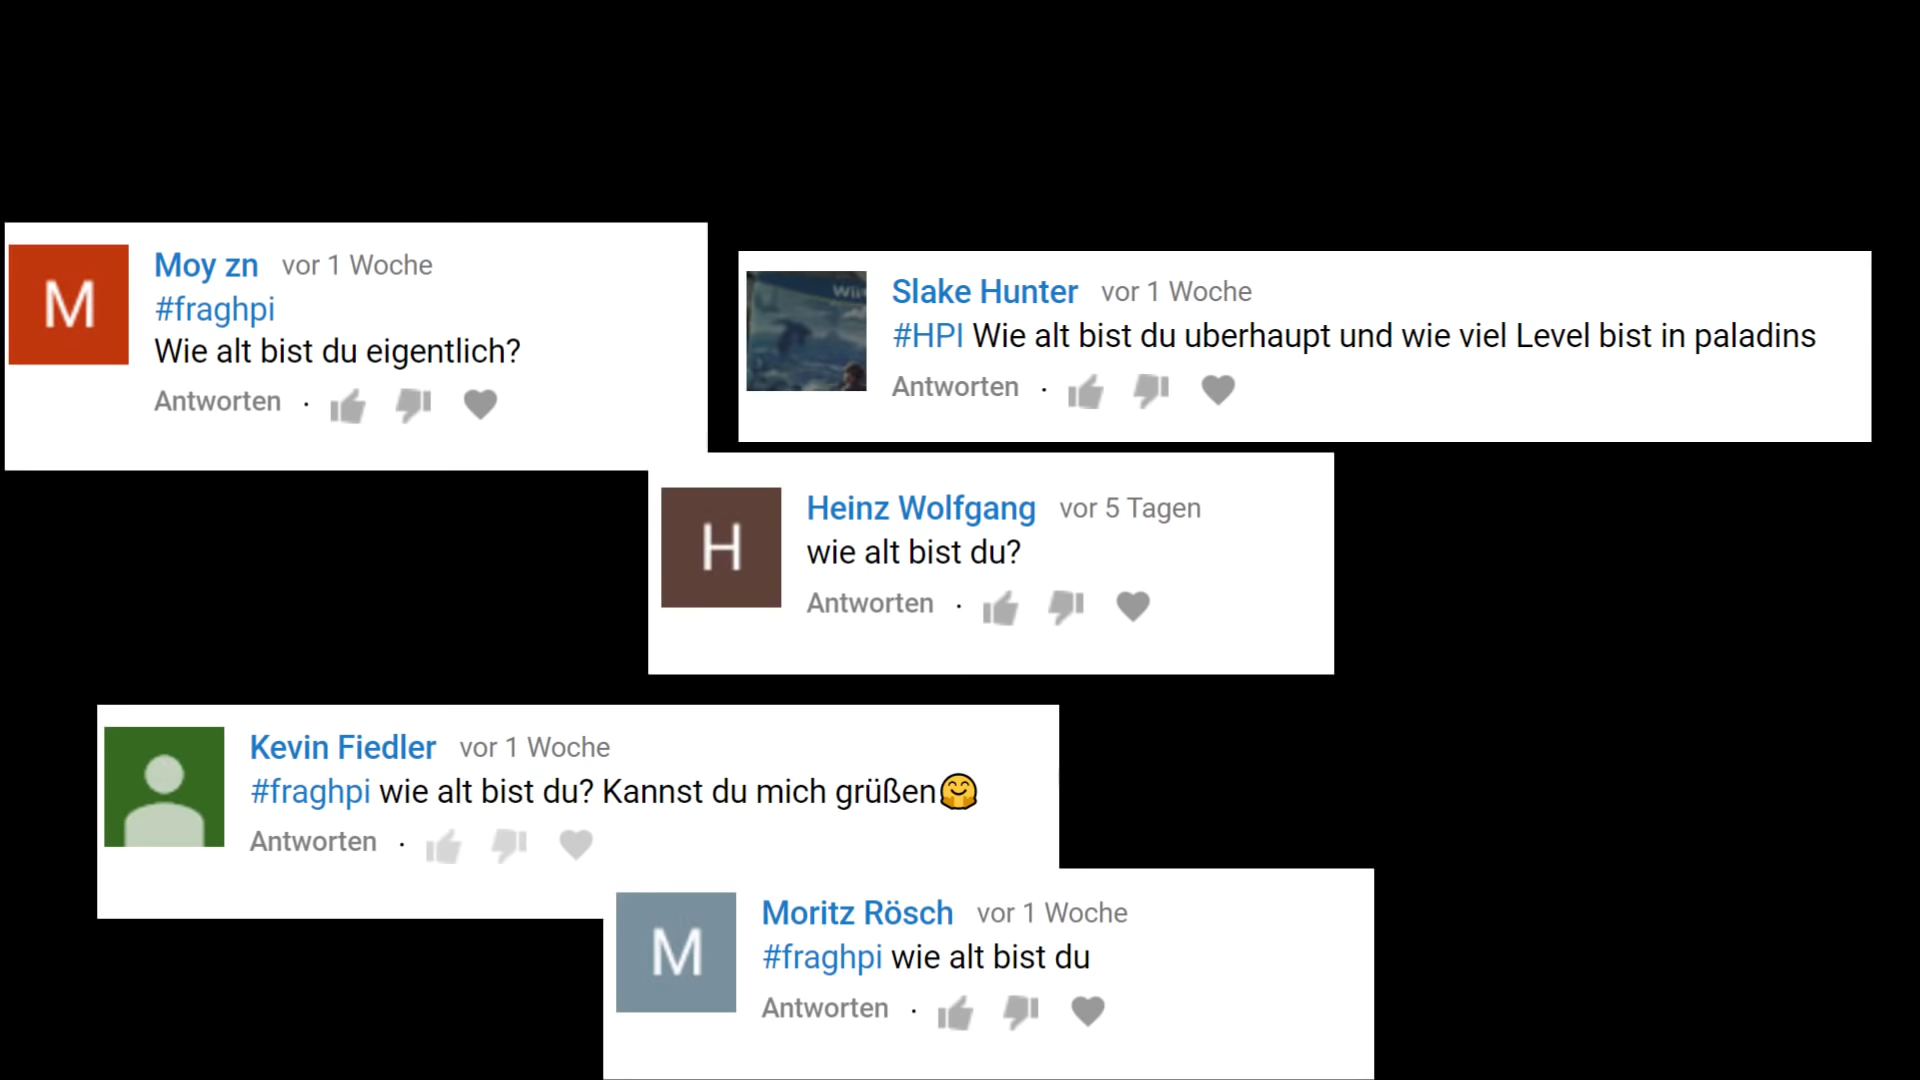 M
Moy zn vor 1 Woche
#fraghpi
Wie alt bist du eigentlich?
Antworten ·
Slake Hunter vor 1 Woche
#HPI Wie alt bist du uberhaupt und wie viel Level bist in paladins
Antworten ·
H
Heinz Wolfgang vor 5 Tagen
wie alt bist du?
Antworten ·
Kevin Fiedler vor 1 Woche
#fraghpi wie alt bist du? Kannst du mich grüßen🤗
Antworten ·
M
Moritz Rösch vor 1 Woche
#fraghpi wie alt bist du
Antworten ·